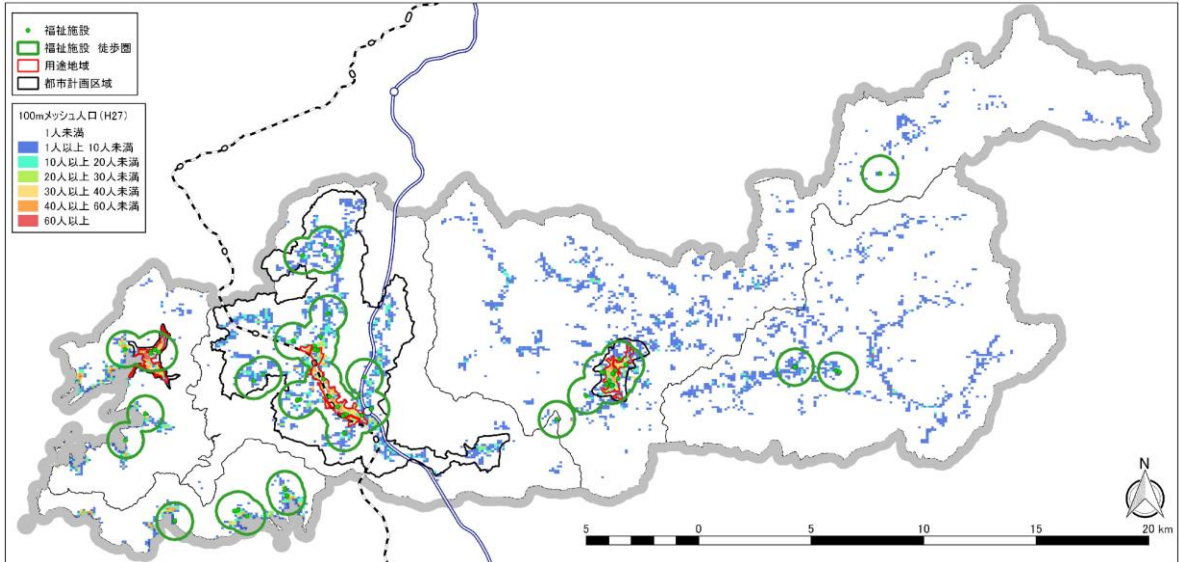 福祉施設
福祉施設 徒歩圏
用途地域
都市計画区域
100mメッシュ人口(H27)
1人未満
1人以上 10人未満
10人以上 20人未満
20人以上 30人未満
30人以上 40人未満
40人以上 60人未満
60人以上
N
5 0 5 10 15 20 km